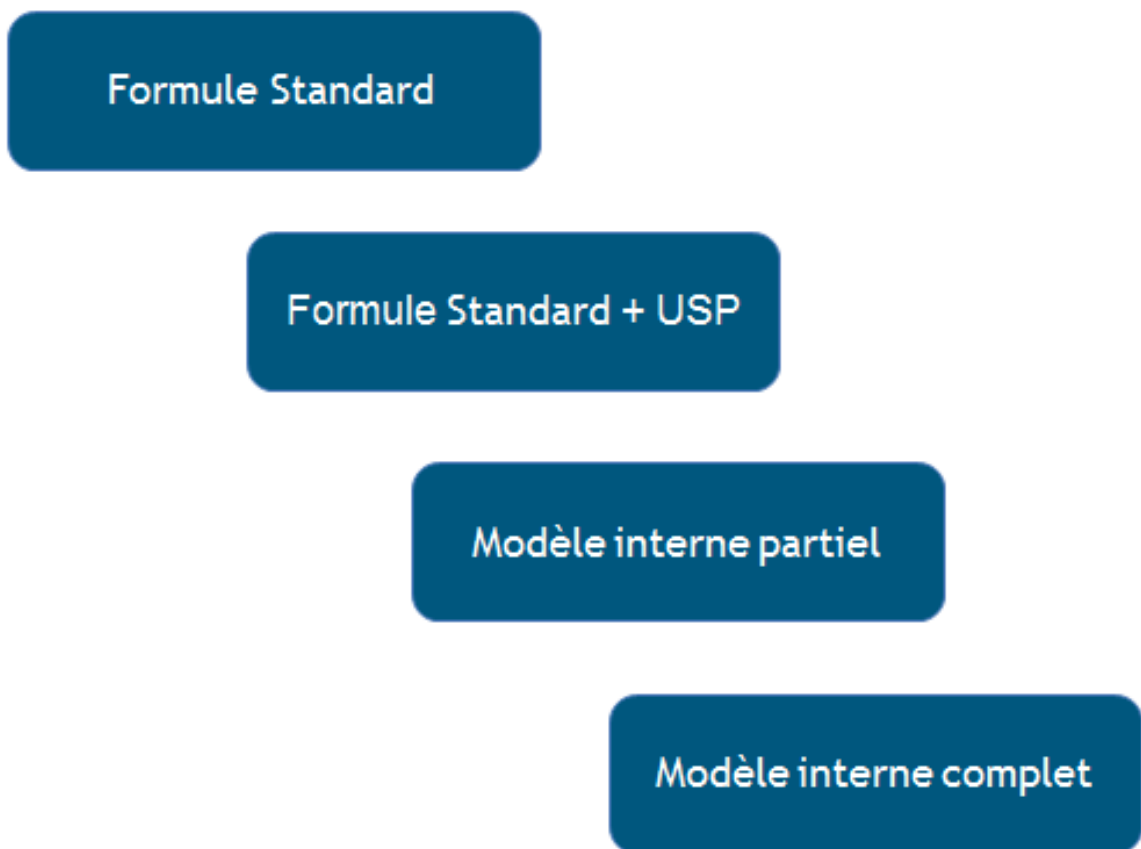 Formule Standard
Formule Standard + USP
Modèle interne partiel
Modèle interne complet